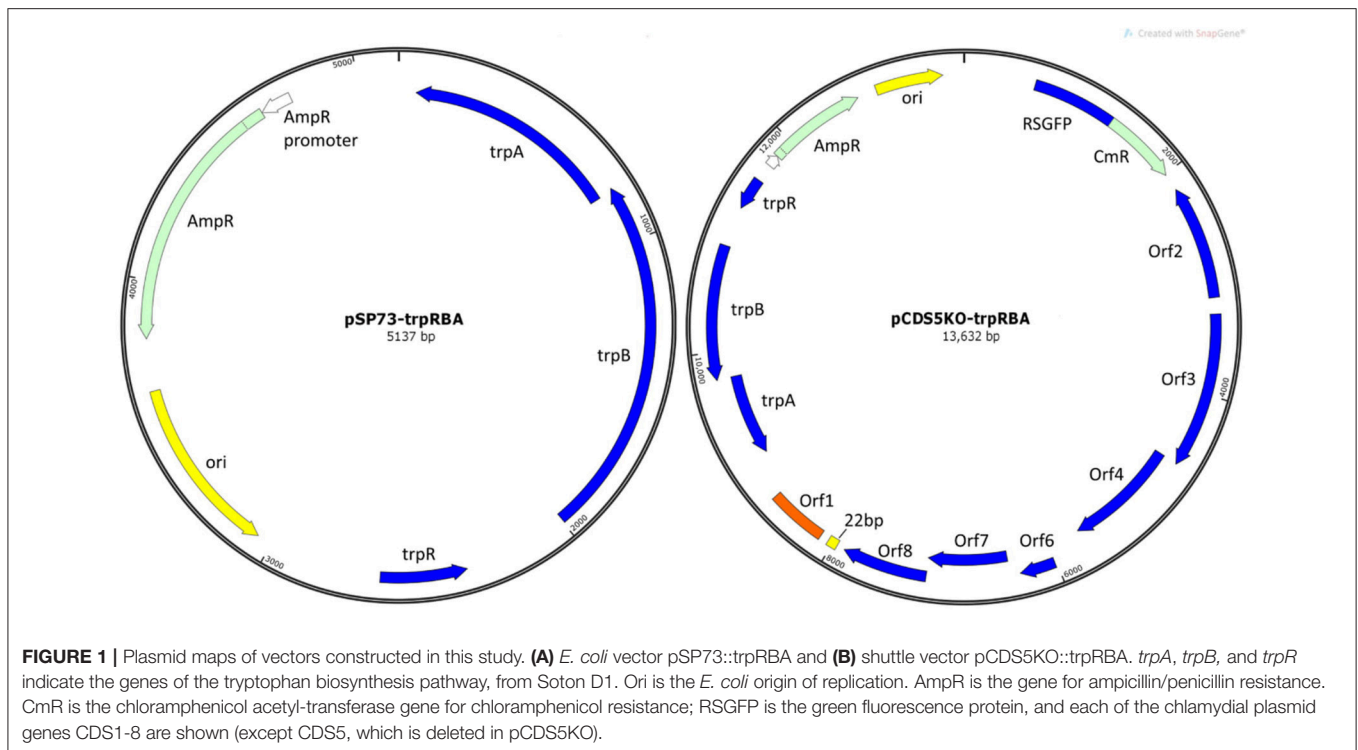 Created with SnapGene®
5000
AmpR
promoter
trpA
1000
AmpR
4000
pSP73-trpRBA
5137 bp
trpB
ori
2000
3000
trpR
ori
RSGFP
CmR
2000
12,000
AmpR
trpR
Orf2
trpB
pCDS5KO-trpRBA
13,632 bp
10,000
Orf3
4000
trpA
Orf4
Orf1
22bp
8000
Orf8
Orf7
Orf6
6000
FIGURE 1 | Plasmid maps of vectors constructed in this study. (A) E. coli vector pSP73::trpRBA and (B) shuttle vector pCDS5KO::trpRBA. trpA, trpB, and trpR
indicate the genes of the tryptophan biosynthesis pathway, from Soton D1. Ori is the E. coli origin of replication. AmpR is the gene for ampicillin/penicillin resistance.
CmR is the chloramphenicol acetyl-transferase gene for chloramphenicol resistance; RSGFP is the green fluorescence protein, and each of the chlamydial plasmid
genes CDS1-8 are shown (except CDS5, which is deleted in pCDS5KO).